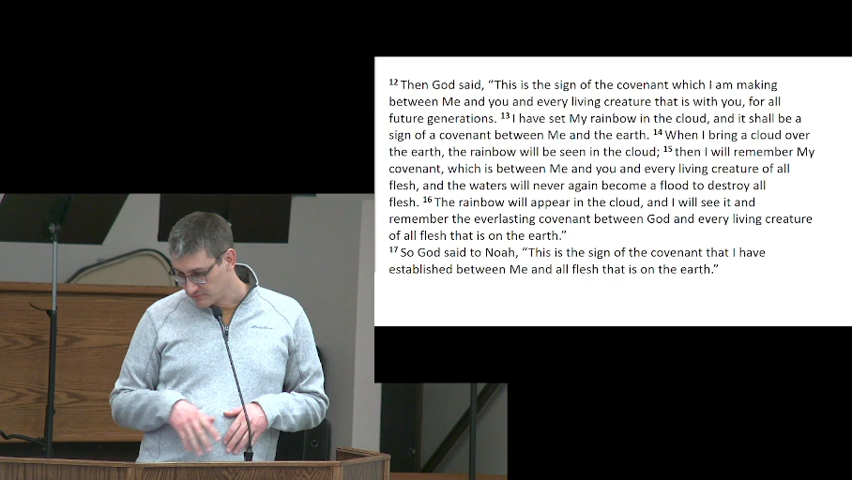 12 Then God said, “This is the sign of the covenant which I am making
between Me and you and every living creature that is with you, for all
future generations. 13 I have set My rainbow in the cloud, and it shall be a
sign of a covenant between Me and the earth. 14 When I bring a cloud over
the earth, the rainbow will be seen in the cloud; 15 then I will remember My
covenant, which is between Me and you and every living creature of all
flesh, and the waters will never again become a flood to destroy all
flesh. 16 The rainbow will appear in the cloud, and I will see it and
remember the everlasting covenant between God and every living creature
of all flesh that is on the earth.”
17 So God said to Noah, “This is the sign of the covenant that I have
established between Me and all flesh that is on the earth.”